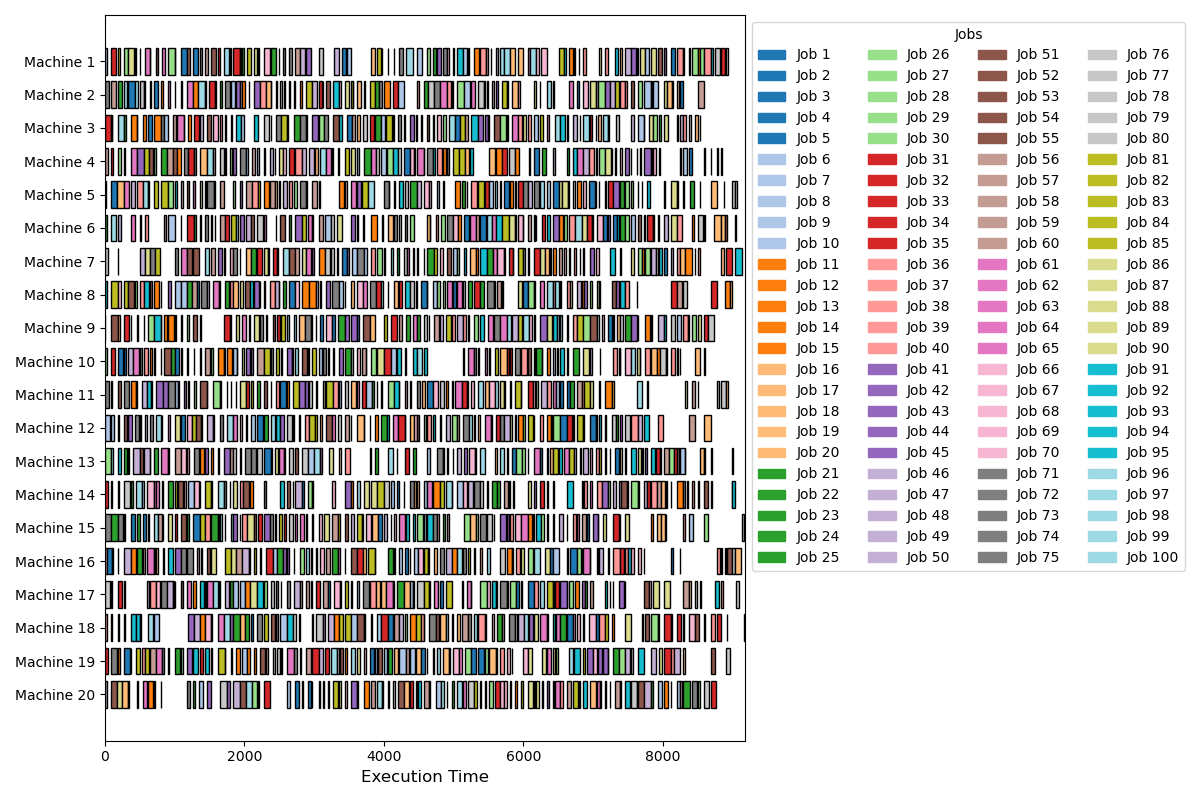 Machine 1
Machine 2
Machine 3
Machine 4
Machine 5
Machine 6
Machine 7
Machine 8
Machine 9
Machine 10
Machine 11
Machine 12
Machine 13
Machine 14
Machine 15
Machine 16
Machine 17
Machine 18
Machine 19
Machine 20
0 2000 4000 6000 8000
Execution Time
Jobs
Job 1 Job 26 Job 51 Job 76
Job 2 Job 27 Job 52 Job 77
Job 3 Job 28 Job 53 Job 78
Job 4 Job 29 Job 54 Job 79
Job 5 Job 30 Job 55 Job 80
Job 6 Job 31 Job 56 Job 81
Job 7 Job 32 Job 57 Job 82
Job 8 Job 33 Job 58 Job 83
Job 9 Job 34 Job 59 Job 84
Job 10 Job 35 Job 60 Job 85
Job 11 Job 36 Job 61 Job 86
Job 12 Job 37 Job 62 Job 87
Job 13 Job 38 Job 63 Job 88
Job 14 Job 39 Job 64 Job 89
Job 15 Job 40 Job 65 Job 90
Job 16 Job 41 Job 66 Job 91
Job 17 Job 42 Job 67 Job 92
Job 18 Job 43 Job 68 Job 93
Job 19 Job 44 Job 69 Job 94
Job 20 Job 45 Job 70 Job 95
Job 21 Job 46 Job 71 Job 96
Job 22 Job 47 Job 72 Job 97
Job 23 Job 48 Job 73 Job 98
Job 24 Job 49 Job 74 Job 99
Job 25 Job 50 Job 75 Job 100